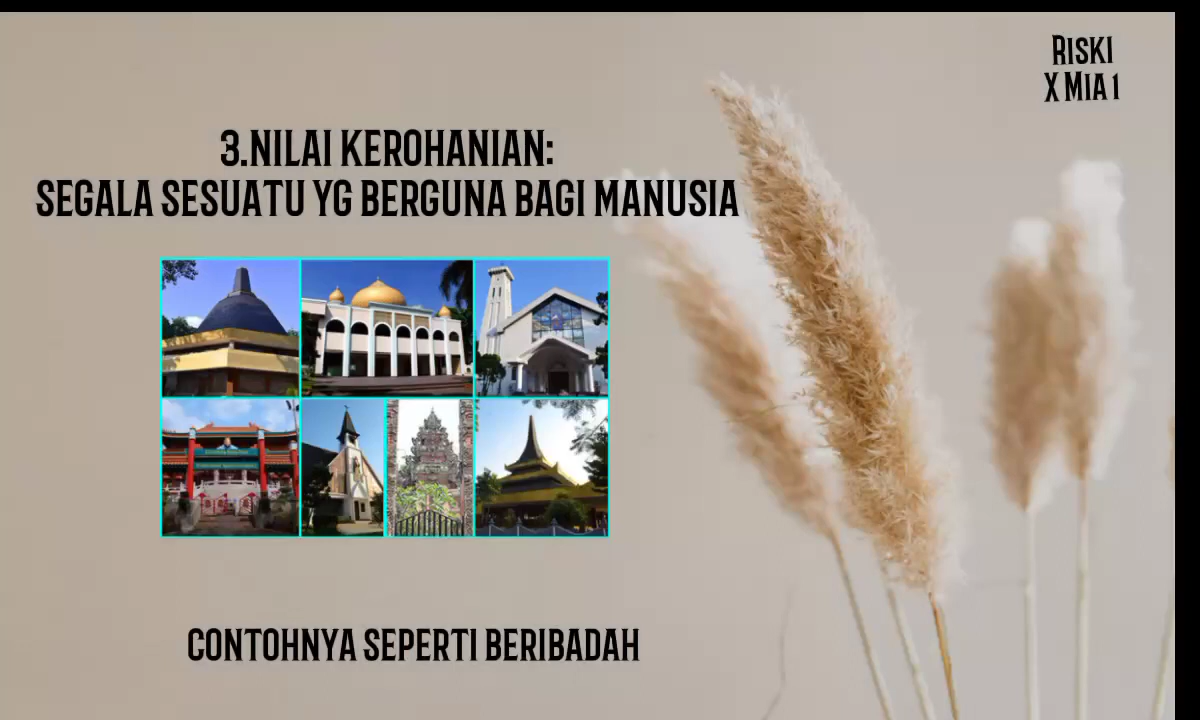 Riski
X Mia 1
3.NILAI KEROHANIAN:
SEGALA SESUATU YG BERGUNA BAGI MANUSIA
CONTOHNYA SEPERTI BERIBADAH